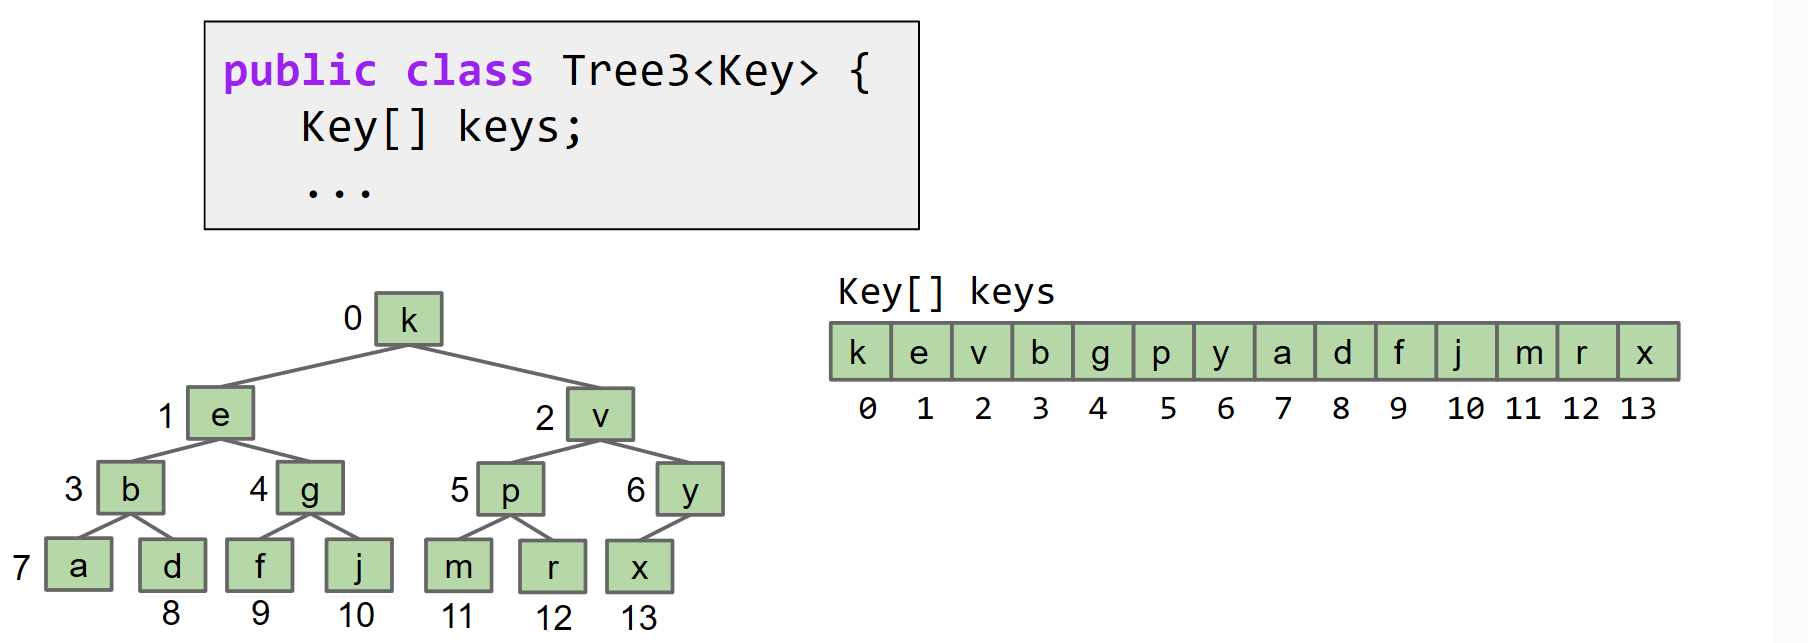 public class Tree3<Key> {
Key[] keys;
...
Key[] keys
k e v b g p y a d f j m r x
0 1 2 3 4 5 6 7 8 9 10 11 12 13
0 k
1 e 2 v
3 b 4 g 5 p 6 y
7 a d f j m r x
8 9 10 11 12 13